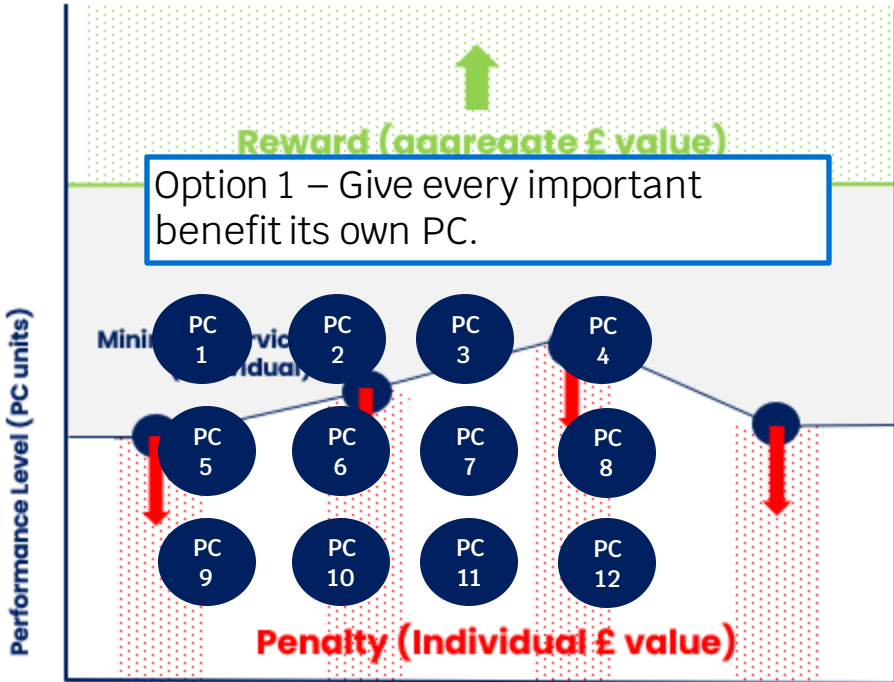 Reward (aggregate £ value)
Option 1 – Give every important
benefit its own PC.
Performance Level (PC units)
PC
1
PC
2
PC
3
PC
4
PC
5
PC
6
PC
7
PC
8
PC
9
PC
10
PC
11
PC
12
Penalty (Individual £ value)